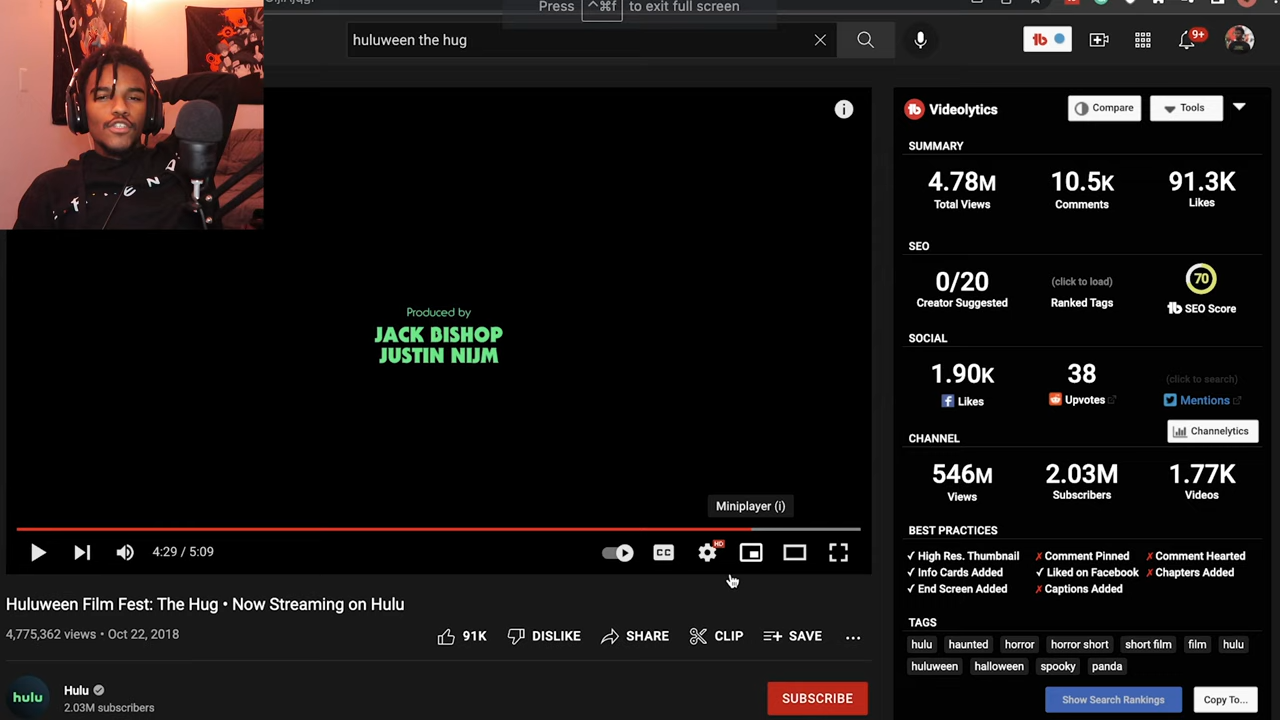 Press ^⌘f to exit full screen
huluween the hug
9+
Videolytics
Compare
Tools
SUMMARY
4.78M 10.5K 91.3K
Total Views Comments Likes
SEO
0/20 (click to load) 70
Creator Suggested Ranked Tags SEO Score
SOCIAL
1.90K 38 (click to search)
Likes Upvotes Mentions
Channelytics
CHANNEL
546M 2.03M 1.77K
Views Subscribers Videos
BEST PRACTICES
✓ High Res. Thumbnail ✗ Comment Pinned ✗ Comment Hearted
✓ Info Cards Added ✓ Liked on Facebook ✗ Chapters Added
✓ End Screen Added ✗ Captions Added
TAGS
hulu haunted horror horror short short film film hulu
huluween halloween spooky panda
Show Search Rankings Copy To...
Produced by
JACK BISHOP
JUSTIN NIJM
Miniplayer (i)
4:29 / 5:09
CC
HD
Huluween Film Fest: The Hug • Now Streaming on Hulu
4,775,362 views • Oct 22, 2018
91K DISLIKE SHARE CLIP SAVE ...
hulu
Hulu
2.03M subscribers
SUBSCRIBE